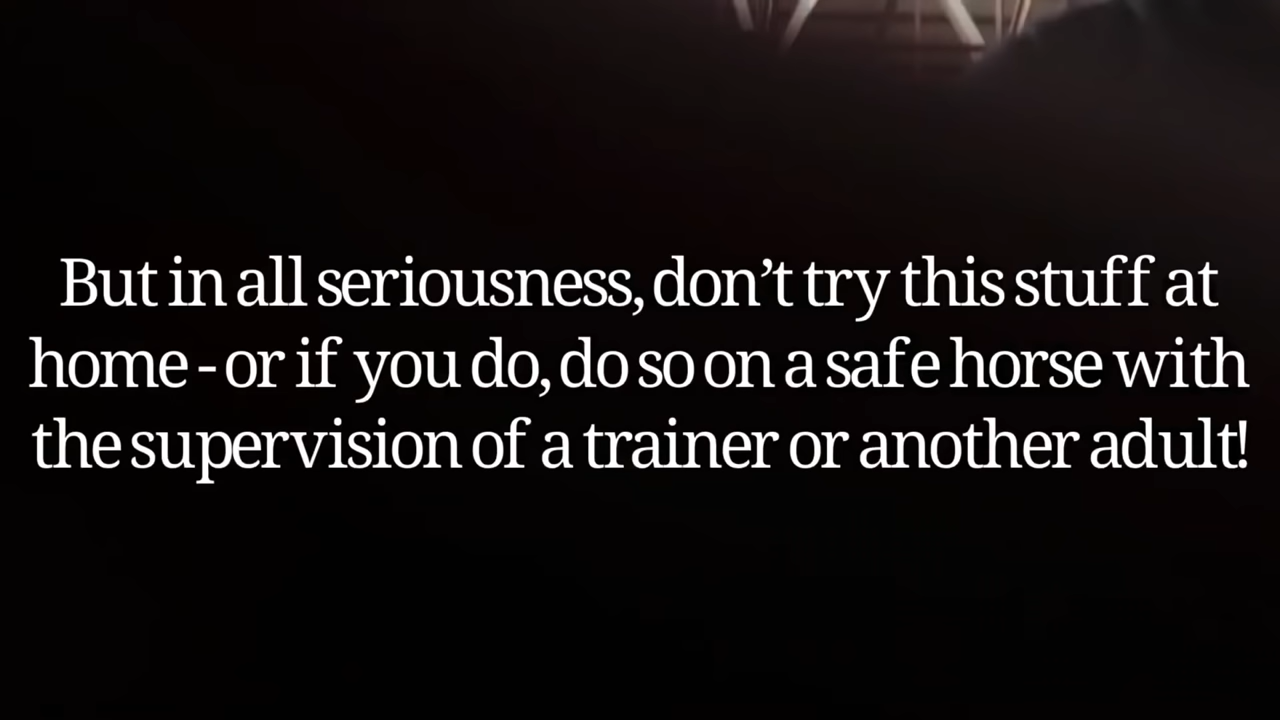 But in all seriousness, don’t try this stuff at
home - or if you do, do so on a safe horse with
the supervision of a trainer or another adult!